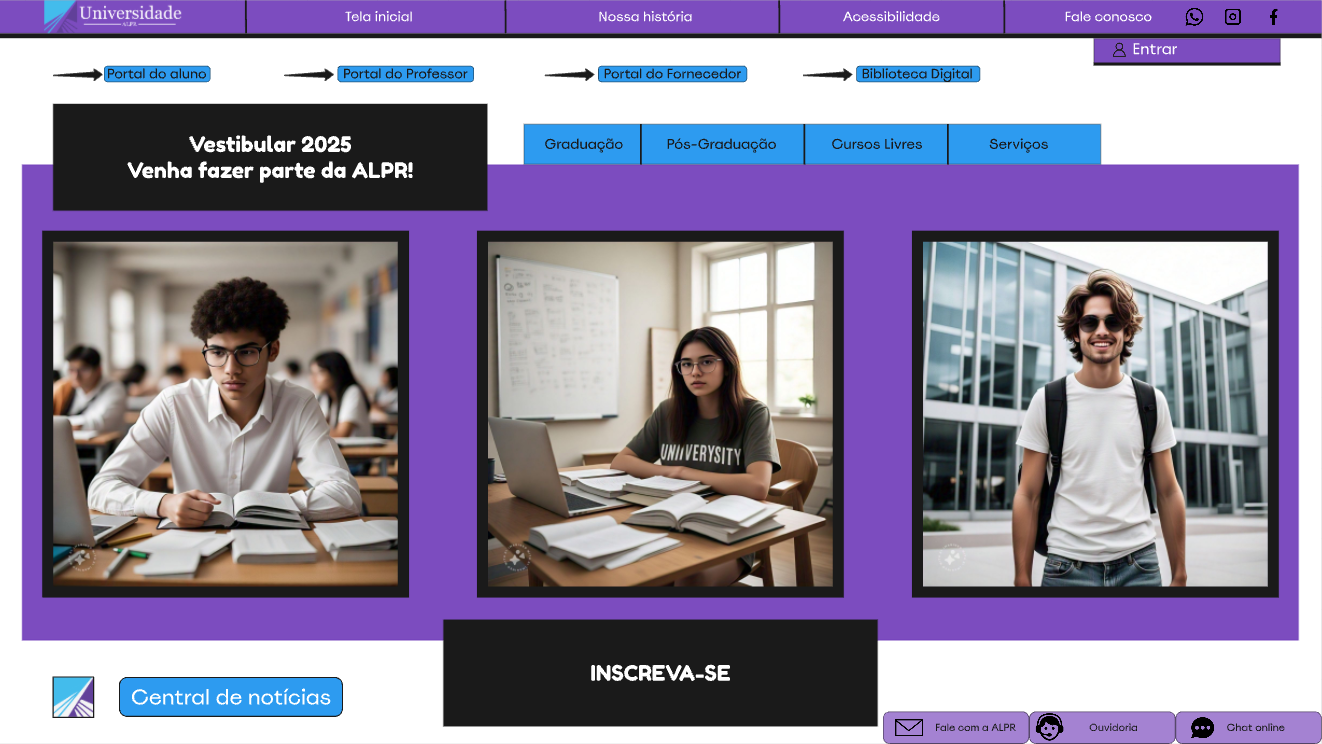 Universidade
ALPR
Tela inicial
Nossa história
Acessibilidade
Fale conosco
Entrar
Portal do aluno
Portal do Professor
Portal do Fornecedor
Biblioteca Digital
Vestibular 2025
Venha fazer parte da ALPR!
Graduação
Pós-Graduação
Cursos Livres
Serviços
UNIIVERYSITY
INSCREVA-SE
Central de notícias
Fale com a ALPR
Ouvidoria
Chat online